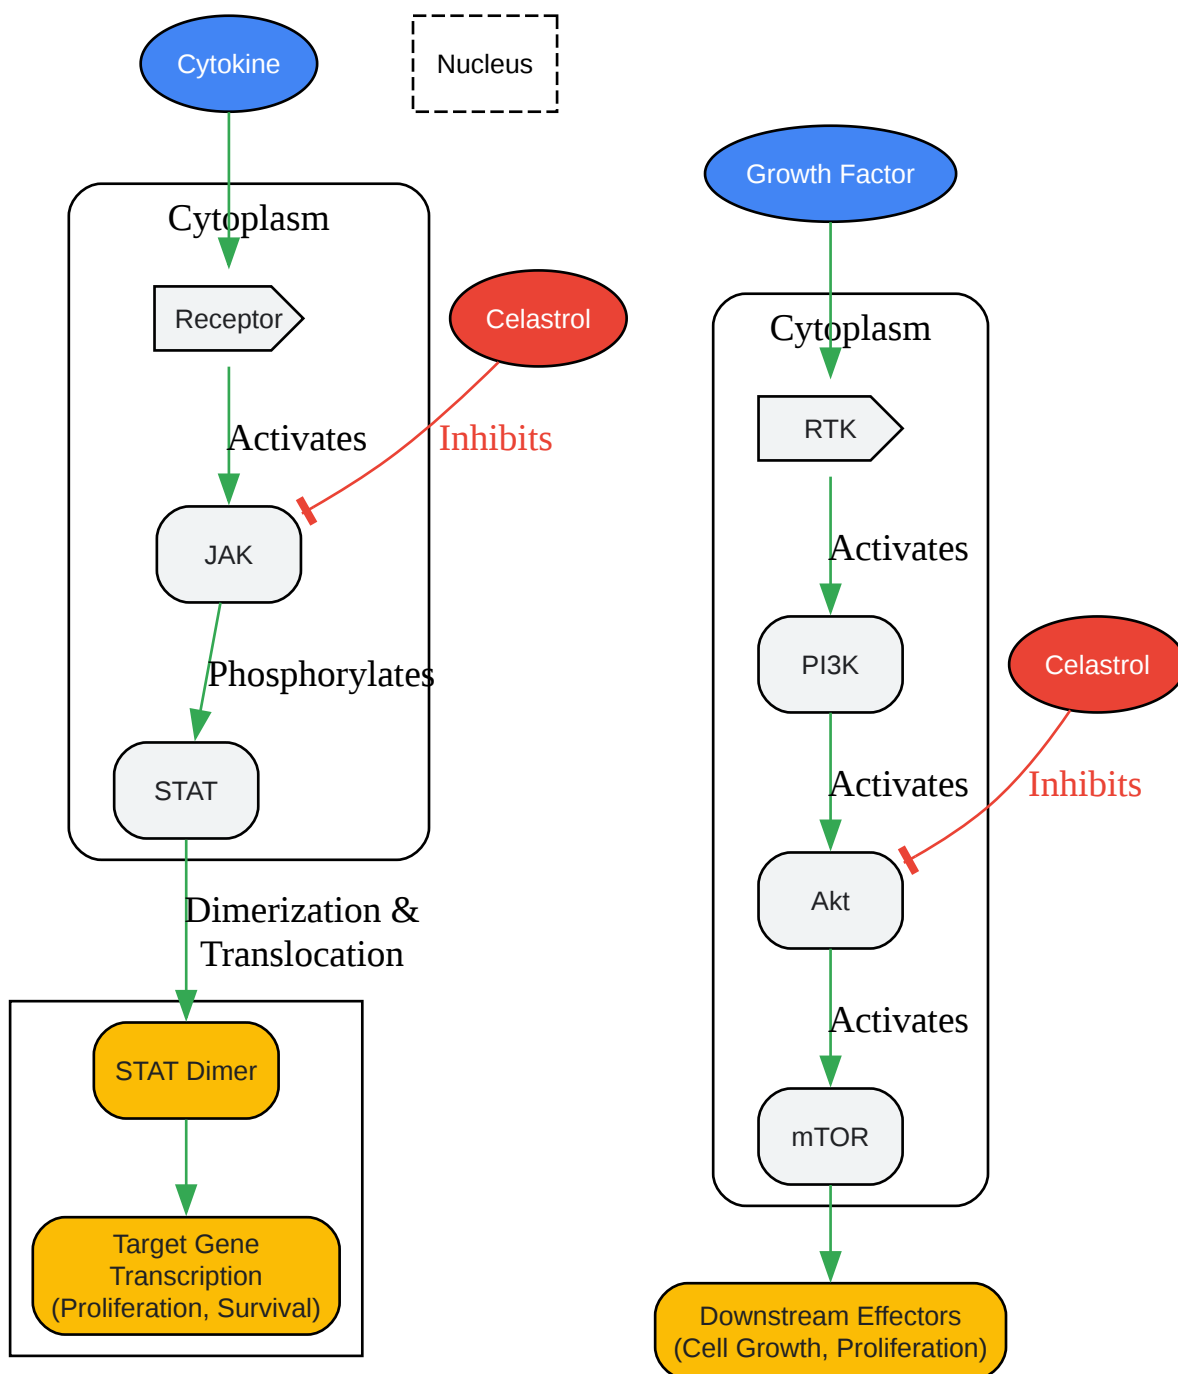 Cytokine
Nucleus
Cytoplasm
Receptor
Celastrol
Activates
Inhibits
JAK
Phosphorylates
STAT
Dimerization &
Translocation
STAT Dimer
Target Gene
Transcription
(Proliferation, Survival)
Growth Factor
Cytoplasm
RTK
Activates
PI3K
Celastrol
Activates
Inhibits
Akt
Activates
mTOR
Downstream Effectors
(Cell Growth, Proliferation)